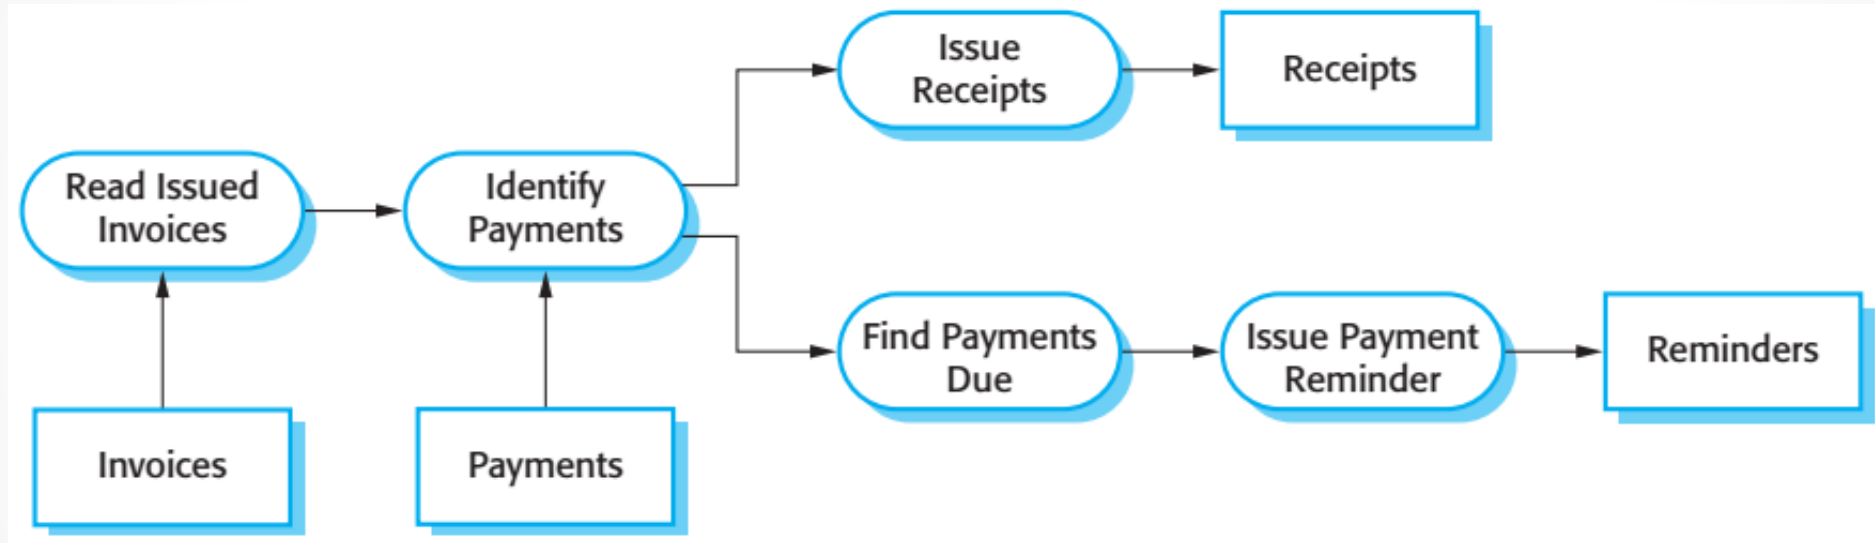 Issue
Receipts
Receipts
Read Issued
Invoices
Identify
Payments
Find Payments
Due
Issue Payment
Reminder
Reminders
Invoices
Payments